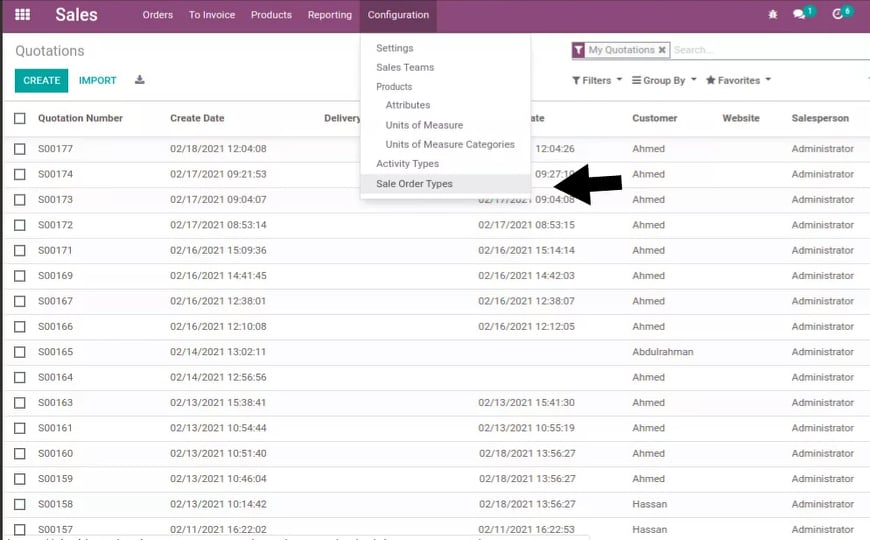 Sales Orders To Invoice Products Reporting Configuration 1 6
Quotations
Settings
My Quotations ✖ Search...
Sales Teams
CREATE IMPORT
Products
Filters Group By Favorites
Attributes
Quotation Number Create Date Delivery ate Customer Website Salesperson
Units of Measure
Units of Measure Categories
S00177 02/18/2021 12:04:08 12:04:26 Ahmed Administrator
Activity Types
S00174 02/17/2021 09:21:53 Ahmed Administrator
Sale Order Types
S00173 02/17/2021 09:04:07 02/17/2021 09:04:08 Ahmed Administrator
S00172 02/17/2021 08:53:14 02/17/2021 08:53:15 Ahmed Administrator
S00171 02/16/2021 15:09:36 02/16/2021 15:14:14 Ahmed Administrator
S00169 02/16/2021 14:41:45 02/16/2021 14:42:03 Ahmed Administrator
S00167 02/16/2021 12:38:01 02/16/2021 12:38:07 Ahmed Administrator
S00166 02/16/2021 12:10:08 02/16/2021 12:12:05 Ahmed Administrator
S00165 02/14/2021 13:02:11 Abdulrahman Administrator
S00164 02/14/2021 12:56:56 Ahmed Administrator
S00163 02/13/2021 15:38:41 02/13/2021 15:41:30 Ahmed Administrator
S00161 02/13/2021 10:54:44 02/13/2021 10:55:19 Ahmed Administrator
S00160 02/13/2021 10:51:40 02/18/2021 13:56:27 Ahmed Administrator
S00159 02/13/2021 10:46:04 02/18/2021 13:56:27 Ahmed Administrator
S00158 02/13/2021 10:14:42 02/18/2021 13:56:27 Hassan Administrator
S00157 02/11/2021 16:22:02 02/11/2021 16:22:53 Hassan Administrator